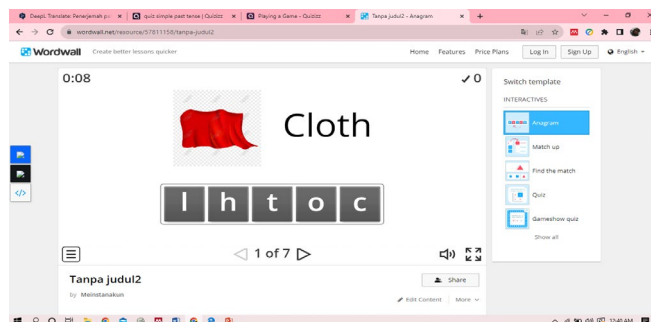 DeepL Translate: Penerjemah pa
quiz simple past tense | Quizizz
Playing a Game - Quizizz
Tanpa judul2 - Anagram
wordwall.net/resource/57811158/tanpa-judul2
Wordwall
Create better lessons quicker
Home
Features
Price Plans
Log In
Sign Up
English
0:08
0
Cloth
l h t o c
1 of 7
Switch template
INTERACTIVES
Anagram
Match up
Find the match
Quiz
Gameshow quiz
Show all
Tanpa judul2
by Meinstanakun
Share
Edit Content
More